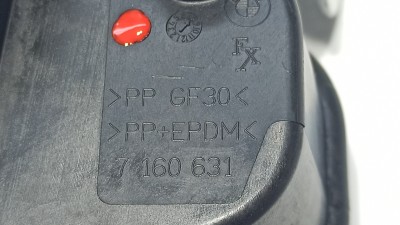 FX
>PP GF30<
>PP+EPDM<
7 160 631